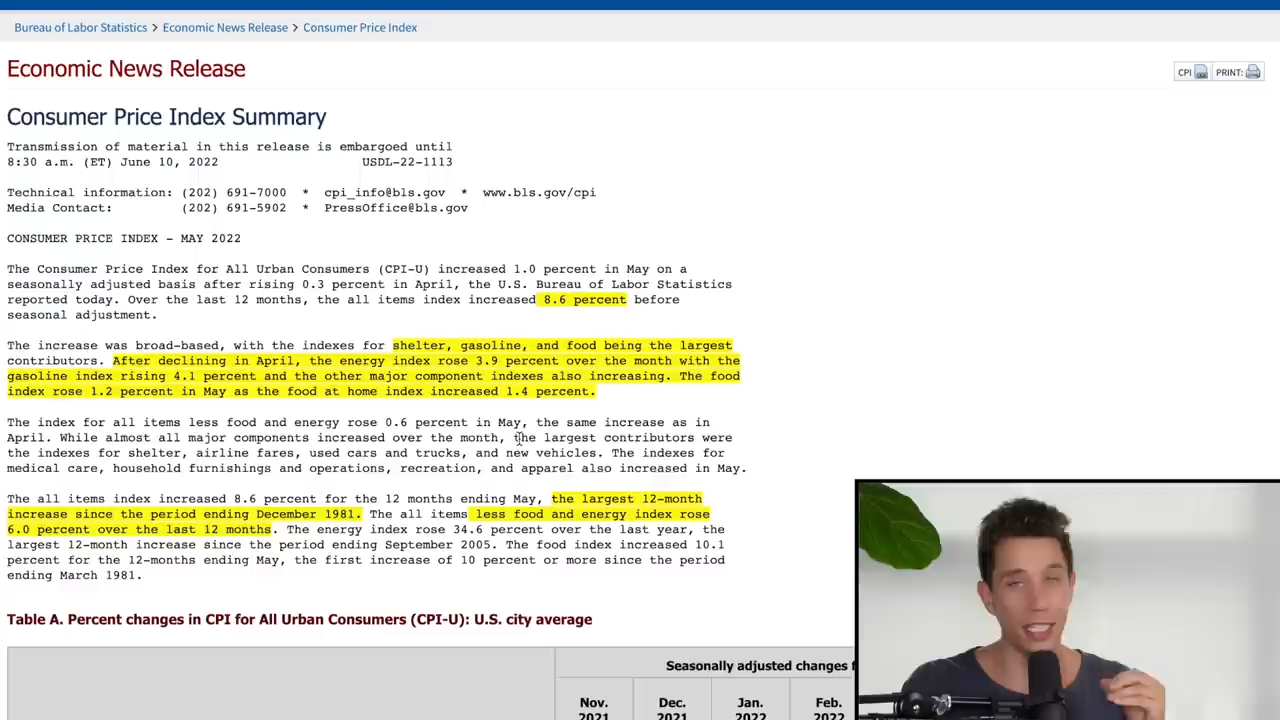 Bureau of Labor Statistics > Economic News Release > Consumer Price Index
Economic News Release
CPI PRINT:
Consumer Price Index Summary
Transmission of material in this release is embargoed until
8:30 a.m. (ET) June 10, 2022 USDL-22-1113
Technical information: (202) 691-7000 * cpi_info@bls.gov * www.bls.gov/cpi
Media Contact: (202) 691-5902 * PressOffice@bls.gov
CONSUMER PRICE INDEX – MAY 2022
The Consumer Price Index for All Urban Consumers (CPI-U) increased 1.0 percent in May on a
seasonally adjusted basis after rising 0.3 percent in April, the U.S. Bureau of Labor Statistics
reported today. Over the last 12 months, the all items index increased 8.6 percent before
seasonal adjustment.
The increase was broad-based, with the indexes for shelter, gasoline, and food being the largest
contributors. After declining in April, the energy index rose 3.9 percent over the month with the
gasoline index rising 4.1 percent and the other major component indexes also increasing. The food
index rose 1.2 percent in May as the food at home index increased 1.4 percent.
The index for all items less food and energy rose 0.6 percent in May, the same increase as in
April. While almost all major components increased over the month, the largest contributors were
the indexes for shelter, airline fares, used cars and trucks, and new vehicles. The indexes for
medical care, household furnishings and operations, recreation, and apparel also increased in May.
The all items index increased 8.6 percent for the 12 months ending May, the largest 12-month
increase since the period ending December 1981. The all items less food and energy index rose
6.0 percent over the last 12 months. The energy index rose 34.6 percent over the last year, the
largest 12-month increase since the period ending September 2005. The food index increased 10.1
percent for the 12-months ending May, the first increase of 10 percent or more since the period
ending March 1981.
Table A. Percent changes in CPI for All Urban Consumers (CPI-U): U.S. city average
Seasonally adjusted changes
Nov. Dec. Jan. Feb.
2021 2021 2022 2022